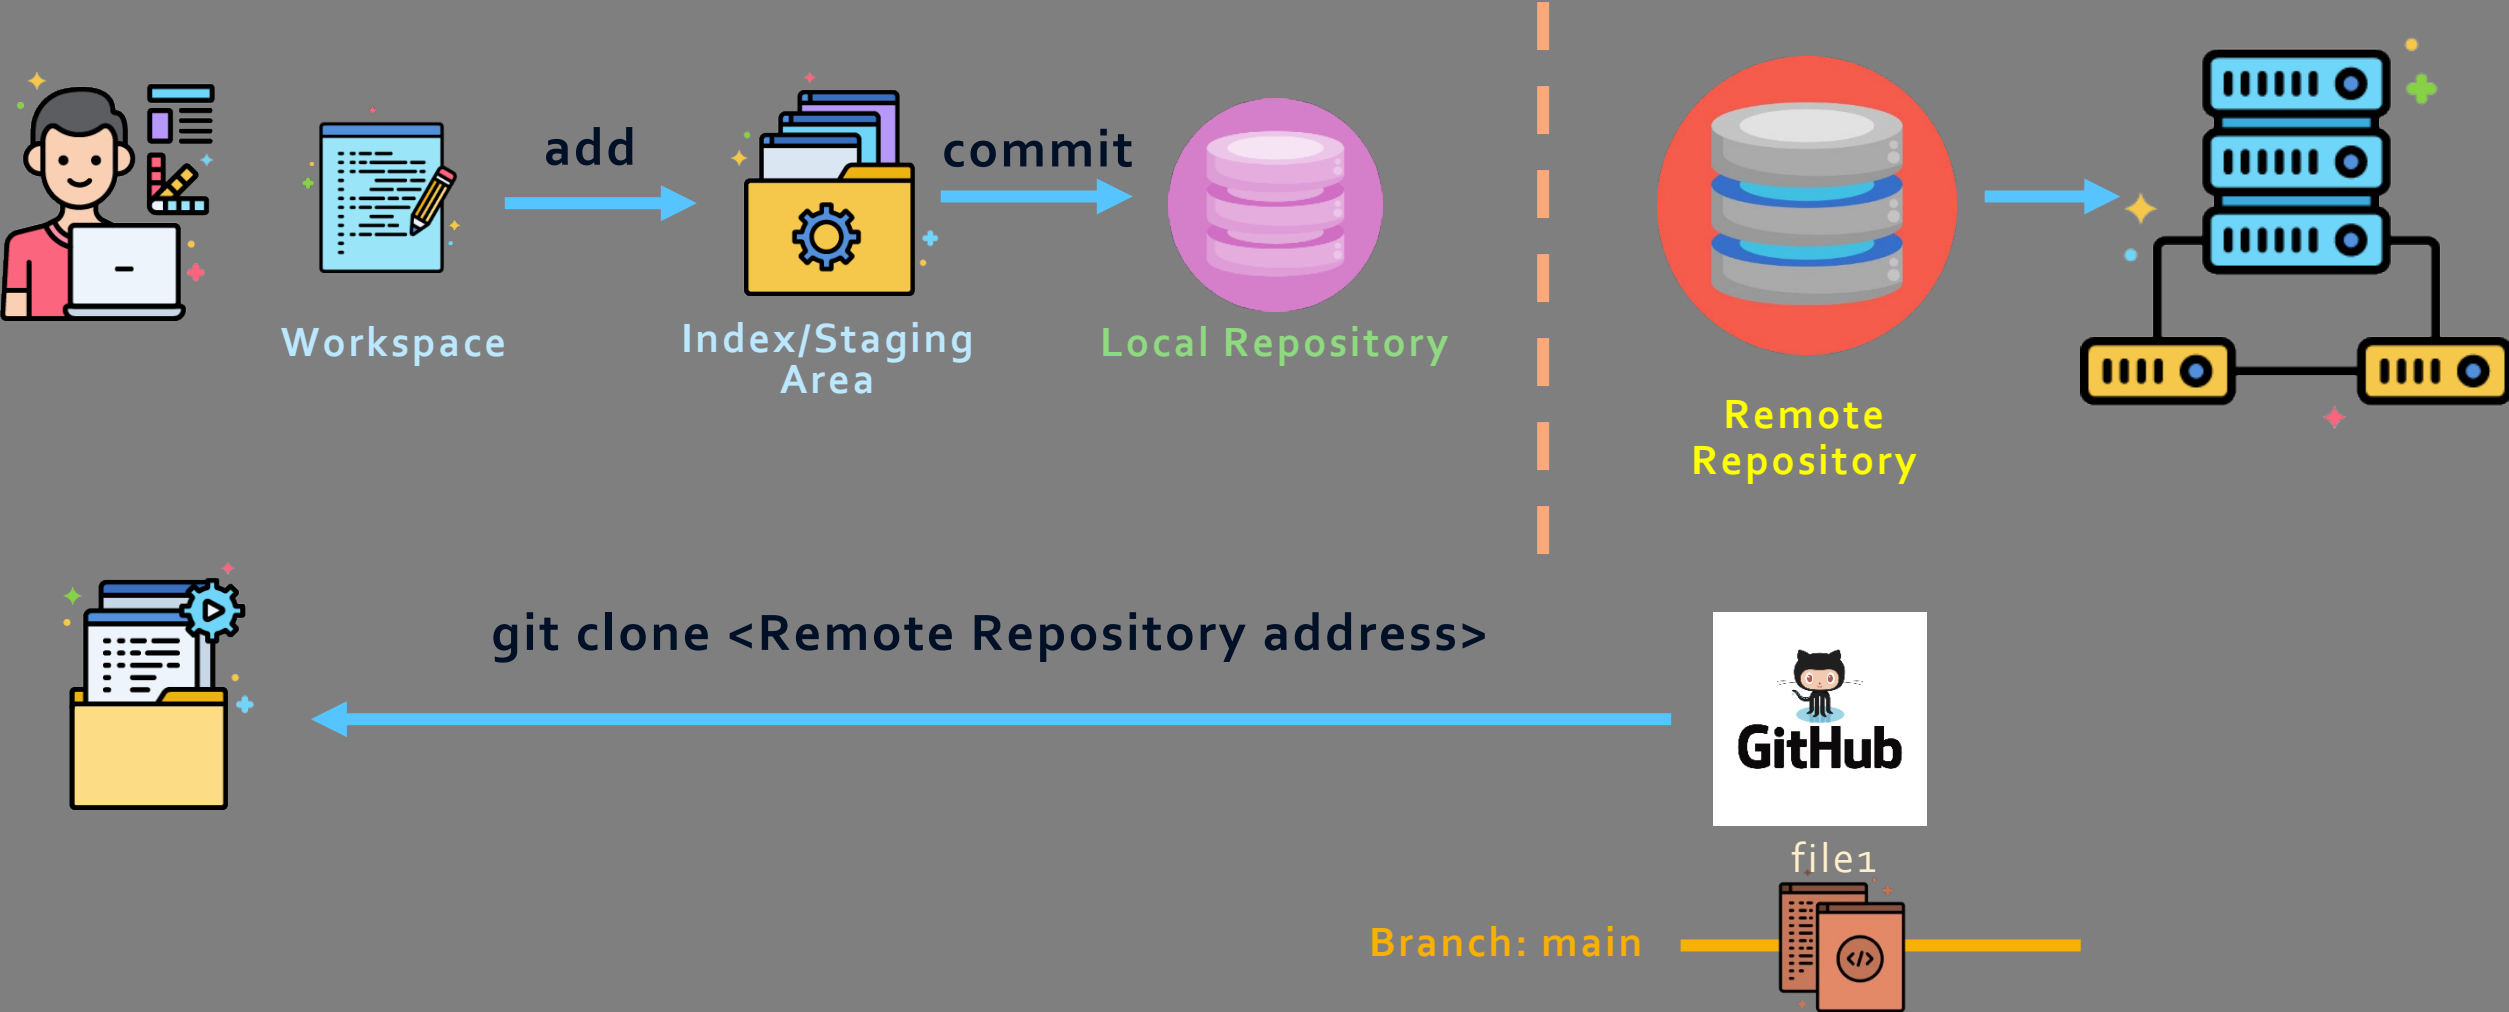 add
commit
Workspace
Index/Staging
Area
Local Repository
Remote
Repository
git clone <Remote Repository address>
GitHub
file1
Branch: main